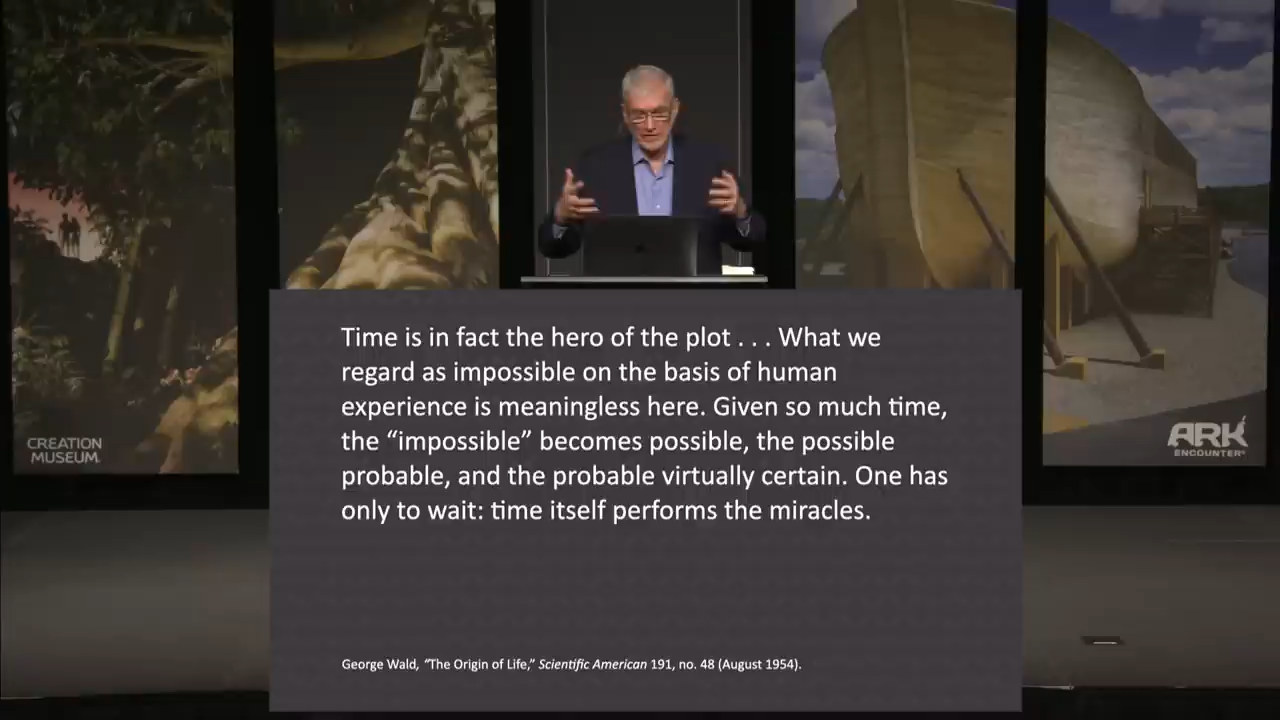 Time is in fact the hero of the plot . . . What we
regard as impossible on the basis of human
experience is meaningless here. Given so much time,
the “impossible” becomes possible, the possible
probable, and the probable virtually certain. One has
only to wait: time itself performs the miracles.
George Wald, “The Origin of Life,” Scientific American 191, no. 48 (August 1954).
CREATION
MUSEUM
ARK
ENCOUNTER